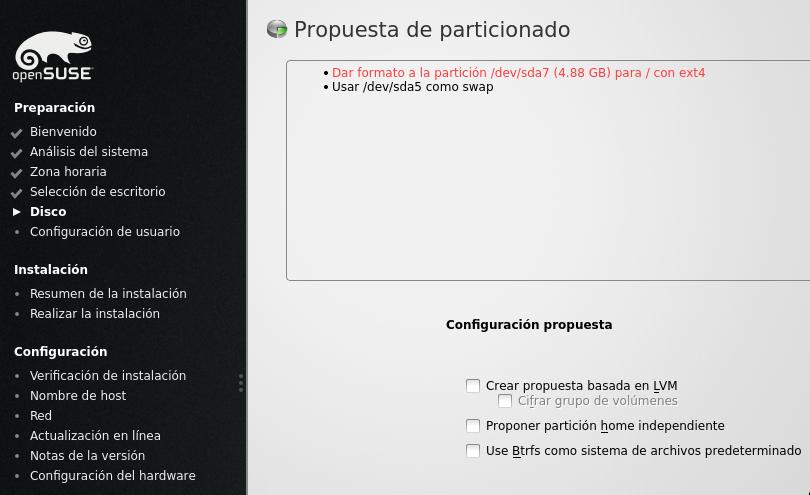 openSUSE
Preparación
Bienvenido
Análisis del sistema
Zona horaria
Selección de escritorio
Disco
Configuración de usuario
Instalación
Resumen de la instalación
Realizar la instalación
Configuración
Verificación de instalación
Nombre de host
Red
Actualización en línea
Notas de la versión
Configuración del hardware
Propuesta de particionado
Dar formato a la partición /dev/sda7 (4.88 GB) para / con ext4
Usar /dev/sda5 como swap
Configuración propuesta
Crear propuesta basada en LVM
Cifrar grupo de volúmenes
Proponer partición home independiente
Use Btrfs como sistema de archivos predeterminado